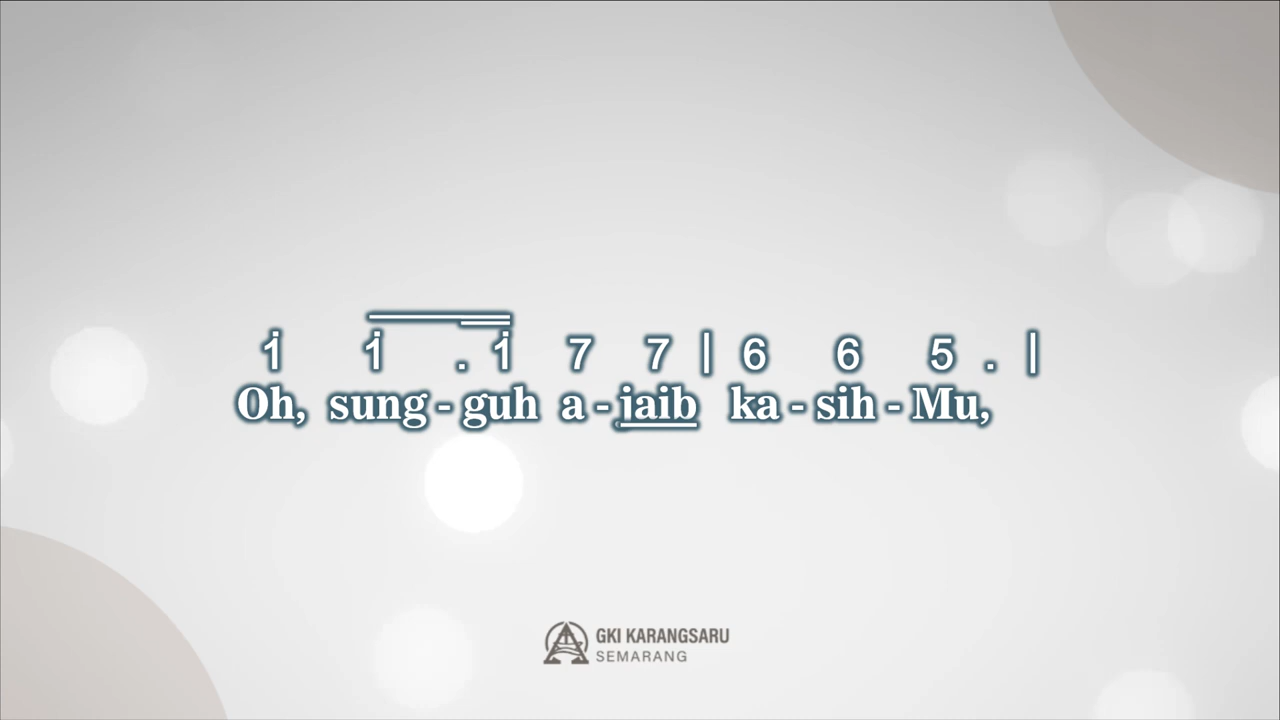 i i . i 7 7 | 6 6 5 . |
Oh, sung - guh a - jaib ka - sih - Mu,
GKI KARANGSARU
SEMARANG